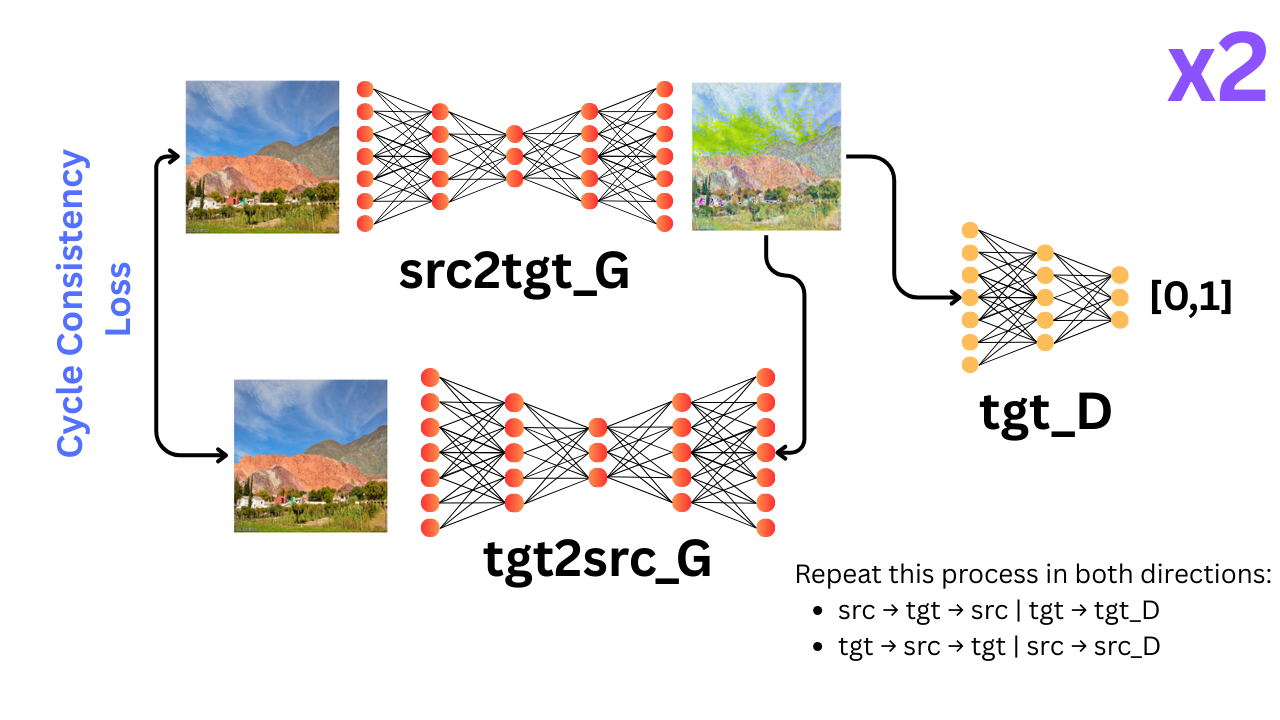 x2
Cycle Consistency
Loss
src2tgt_G
[0,1]
tgt_D
tgt2src_G
Repeat this process in both directions:
• src → tgt → src | tgt → tgt_D
• tgt → src → tgt | src → src_D